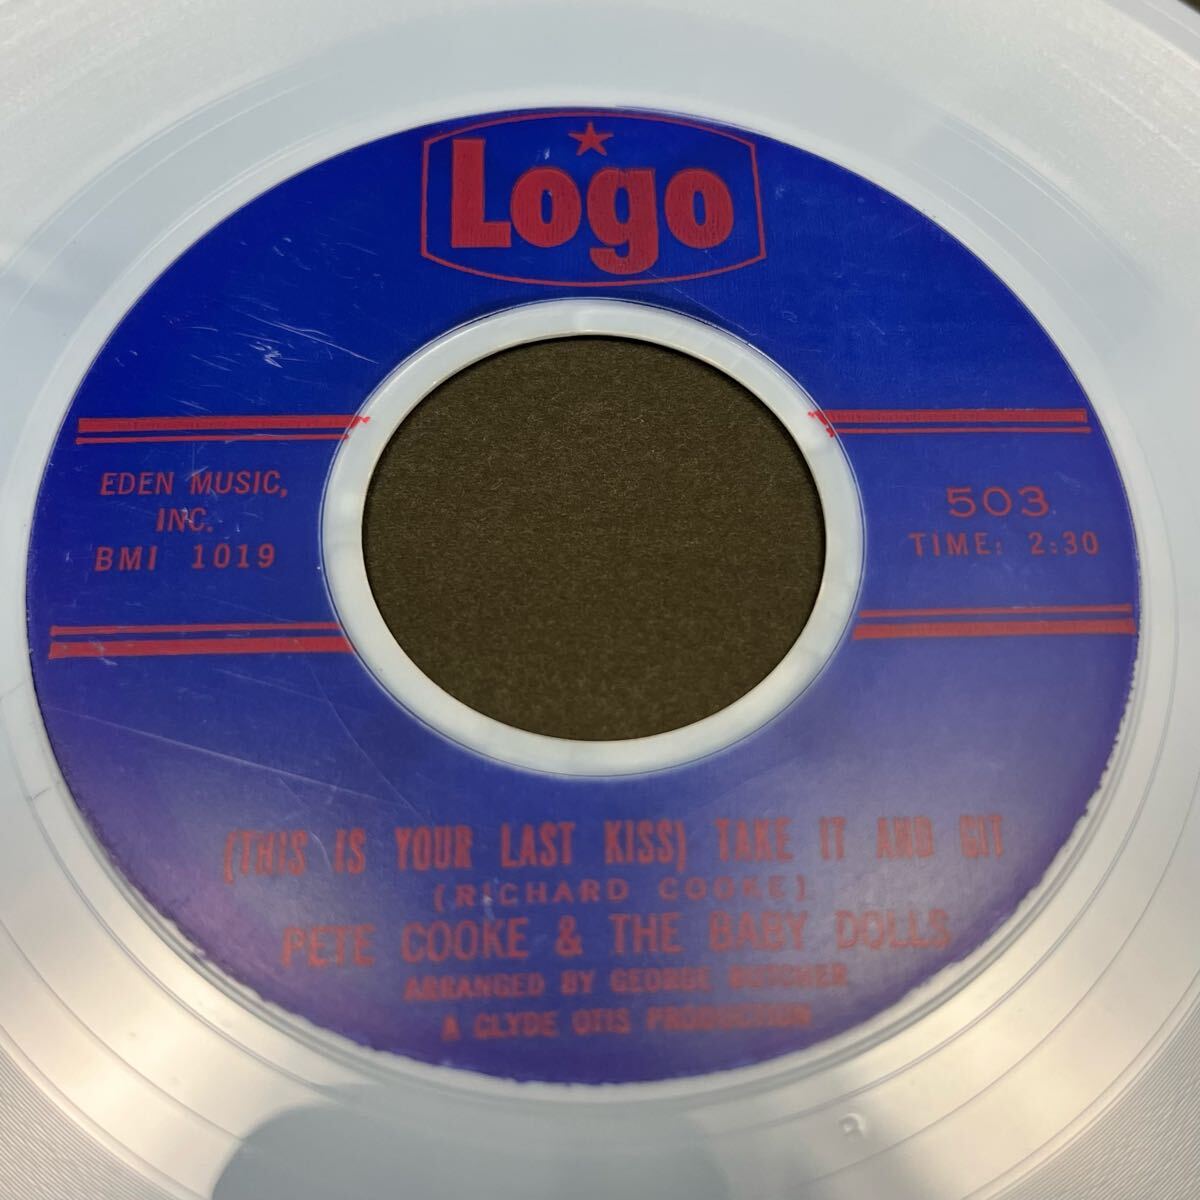 Logo
EDEN MUSIC,
INC.
BMI 1019
503
TIME: 2:30
(THIS IS YOUR LAST KISS) TAKE IT AND GIT
(RICHARD COOKE)
PETE COOKE & THE BABY DOLLS
ARRANGED BY GEORGE BUTCHER
A CLYDE OTIS PRODUCTION